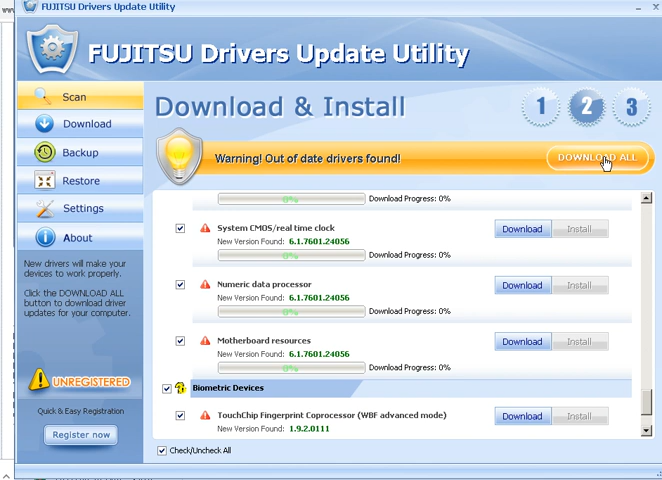 FUJITSU Drivers Update Utility
FUJITSU Drivers Update Utility
Scan
Download
Backup
Restore
Settings
About
New drivers will make your
devices to work properly.
Click the DOWNLOAD ALL
button to download driver
updates for your computer.
UNREGISTERED
Quick & Easy Registration
Register now
Download & Install
1 2 3
Warning! Out of date drivers found!
DOWNLOAD ALL
0% Download Progress: 0%
System CMOS/real time clock
Download Install
New Version Found: 6.1.7601.24056
0% Download Progress: 0%
Numeric data processor
Download Install
New Version Found: 6.1.7601.24056
0% Download Progress: 0%
Motherboard resources
Download Install
New Version Found: 6.1.7601.24056
0% Download Progress: 0%
Biometric Devices
TouchChip Fingerprint Coprocessor (WBF advanced mode)
Download Install
New Version Found: 1.9.2.0111
Check/Uncheck All